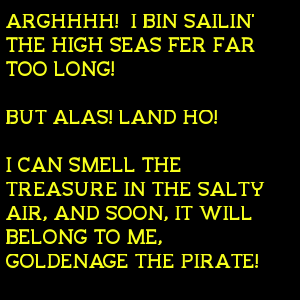 ARGHHHH!  I BIN SAILIN'
THE HIGH SEAS FER FAR
TOO LONG!
BUT ALAS! LAND HO!
I CAN SMELL THE
TREASURE IN THE SALTY
AIR, AND SOON, IT WILL
BELONG TO ME,
GOLDENAGE THE PIRATE!